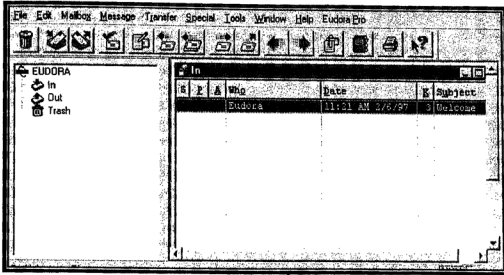 File Edit Mailbox Message Transfer Special Tools Window Help Eudora Pro
EUDORA
In
Out
Trash
In
S P A Who Date K Subject
Eudora 11:21 AM 2/6/97 3 Welcome